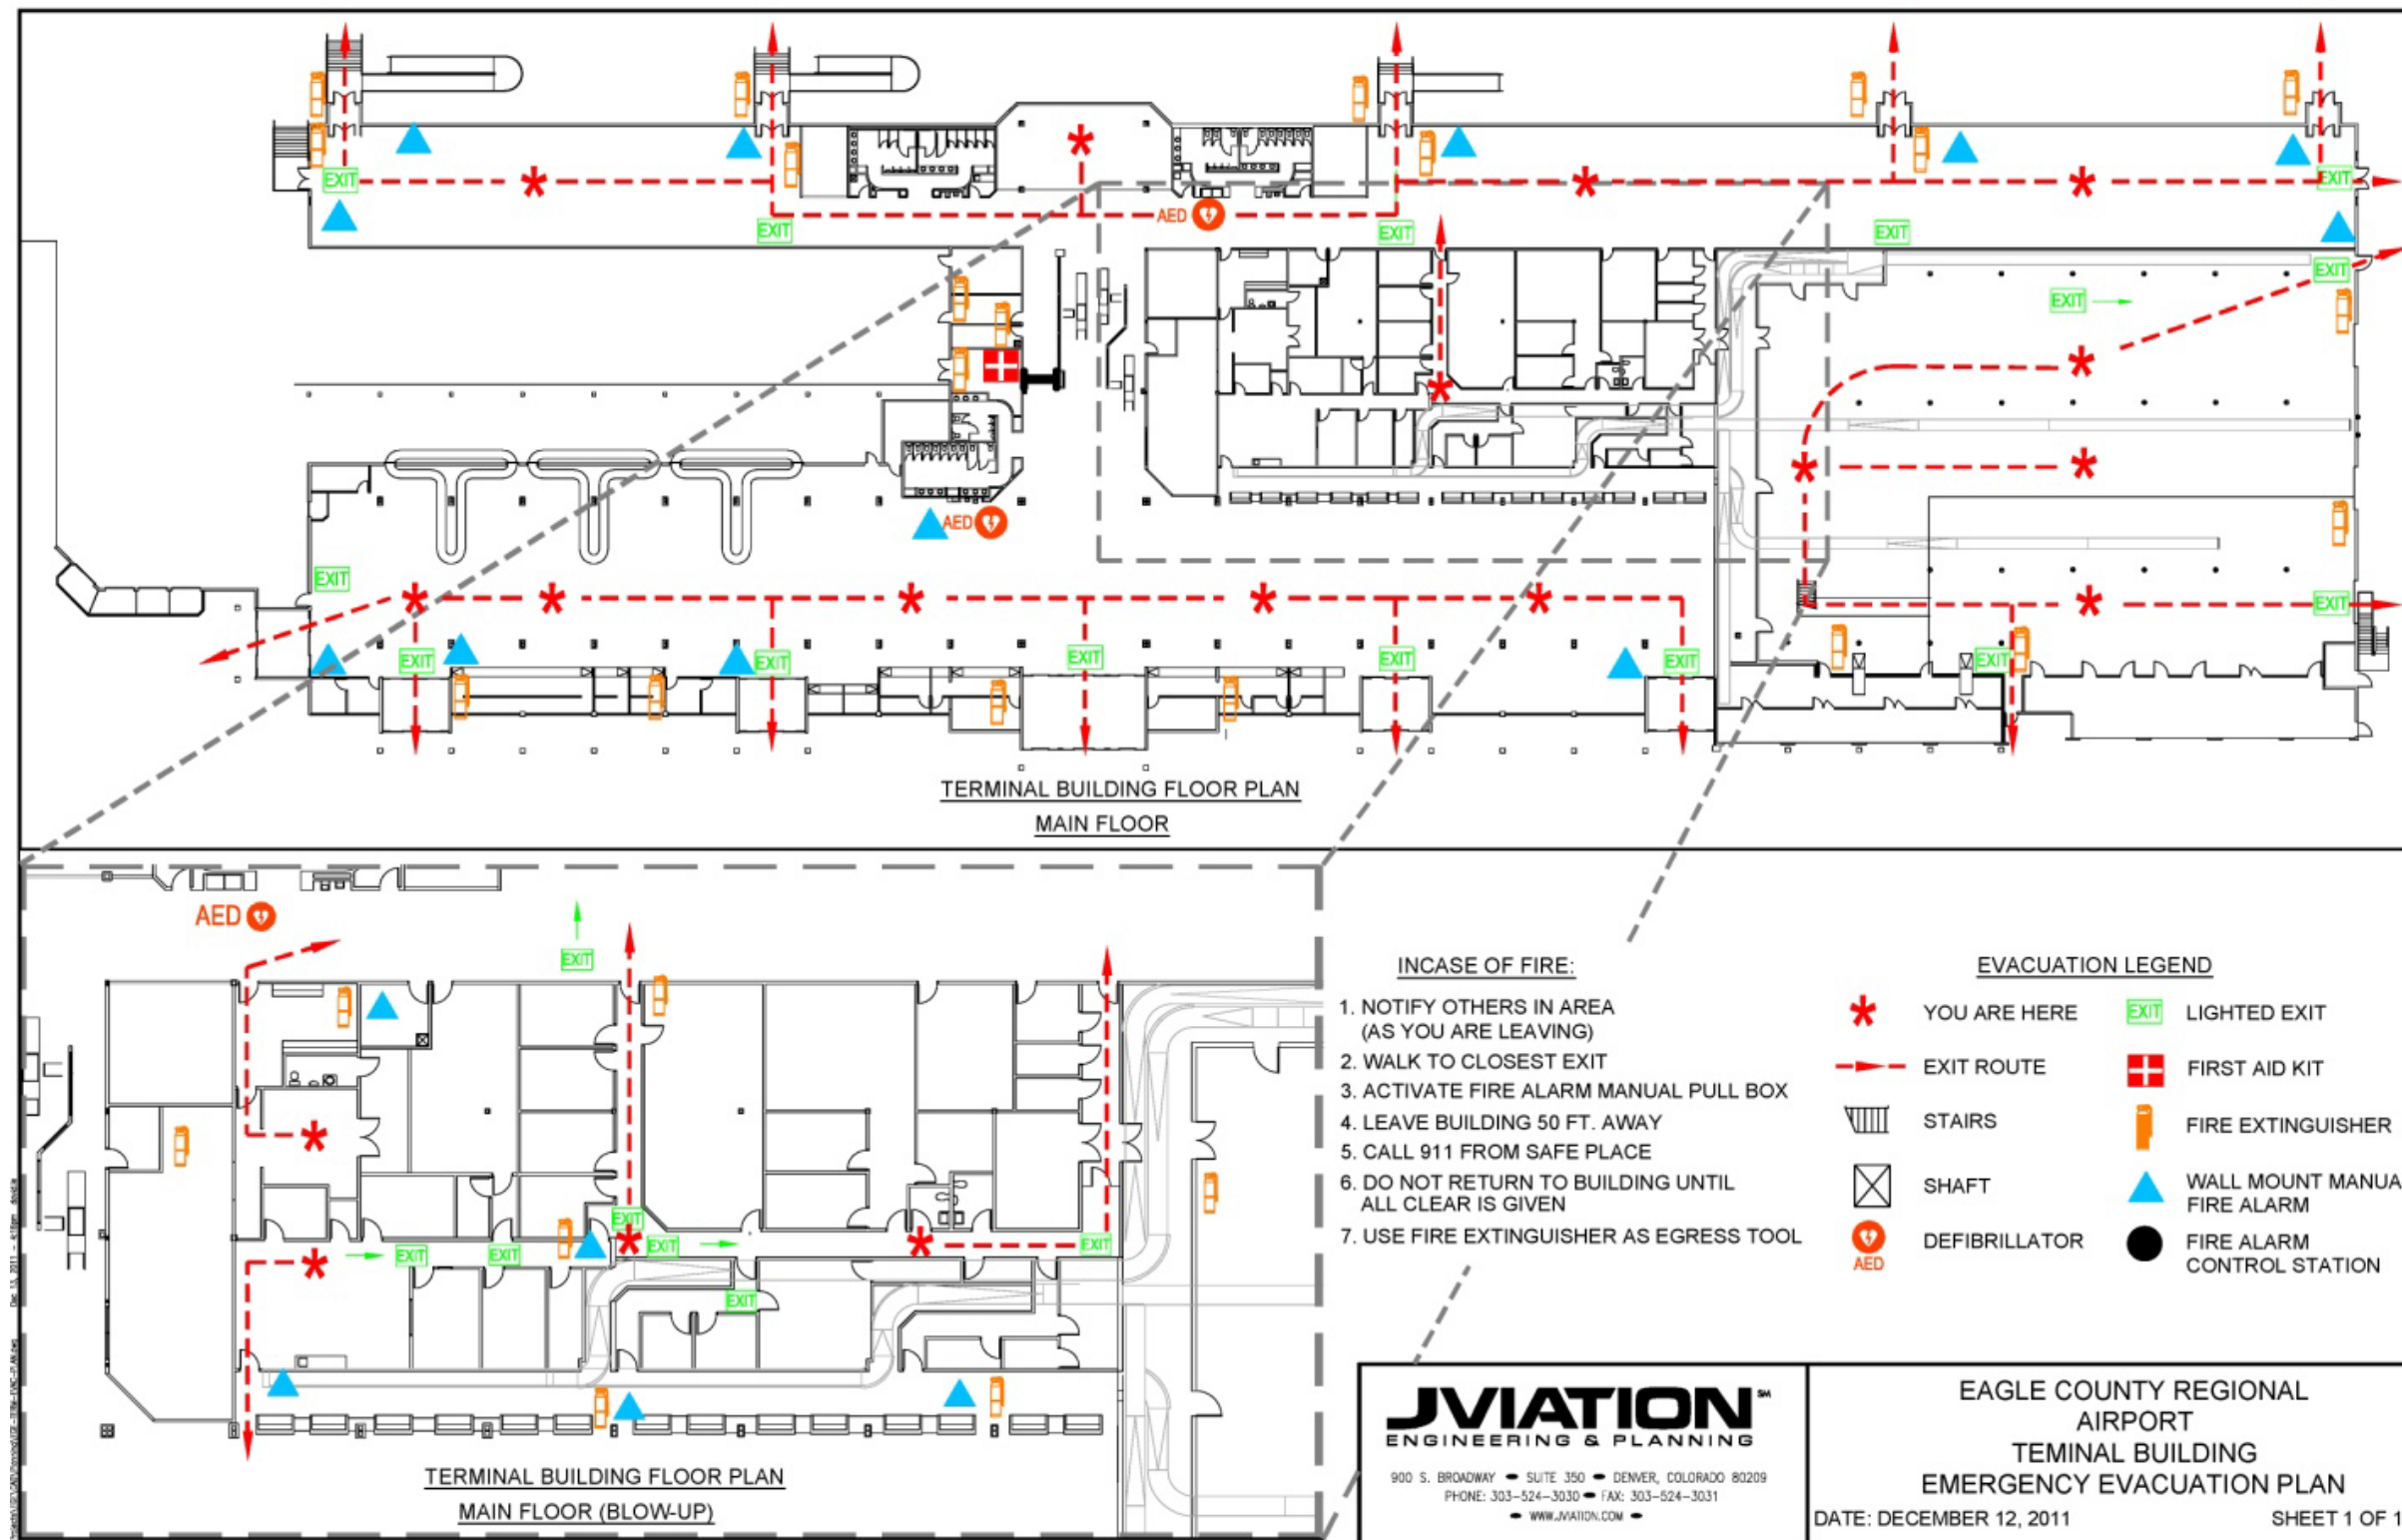 EXIT
EXIT
EXIT
EXIT
EXIT
AED
EXIT
EXIT
AED
EXIT
EXIT
EXIT
EXIT
EXIT
EXIT
EXIT
EXIT
TERMINAL BUILDING FLOOR PLAN
MAIN FLOOR
AED
EXIT
EXIT
EXIT
EXIT
EXIT
EXIT
EXIT
TERMINAL BUILDING FLOOR PLAN
MAIN FLOOR (BLOW-UP)
INCASE OF FIRE:
1. NOTIFY OTHERS IN AREA
(AS YOU ARE LEAVING)
2. WALK TO CLOSEST EXIT
3. ACTIVATE FIRE ALARM MANUAL PULL BOX
4. LEAVE BUILDING 50 FT. AWAY
5. CALL 911 FROM SAFE PLACE
6. DO NOT RETURN TO BUILDING UNTIL
ALL CLEAR IS GIVEN
7. USE FIRE EXTINGUISHER AS EGRESS TOOL
EVACUATION LEGEND
YOU ARE HERE
EXIT LIGHTED EXIT
EXIT ROUTE
FIRST AID KIT
STAIRS
FIRE EXTINGUISHER
SHAFT
WALL MOUNT MANUA
FIRE ALARM
AED DEFIBRILLATOR
FIRE ALARM
CONTROL STATION
JVIATION SM
ENGINEERING & PLANNING
900 S. BROADWAY • SUITE 350 • DENVER, COLORADO 80209
PHONE: 303-524-3030 • FAX: 303-524-3031
• WWW.JVIATION.COM •
EAGLE COUNTY REGIONAL
AIRPORT
TEMINAL BUILDING
EMERGENCY EVACUATION PLAN
DATE: DECEMBER 12, 2011 SHEET 1 OF 1